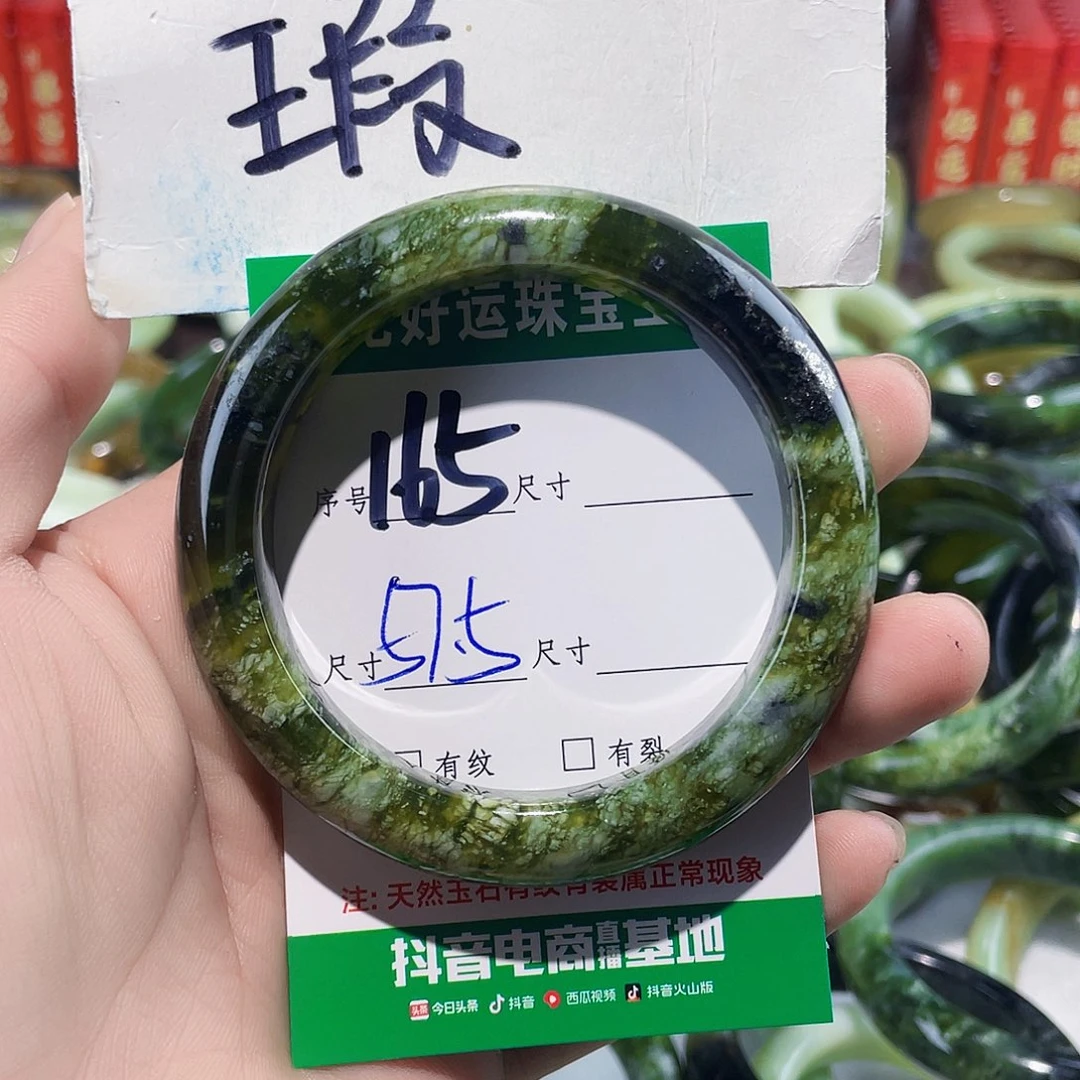 瑕
好运珠宝
序号 165 尺寸
尺寸 57.5 尺寸
□ 有纹 □ 有裂
注: 天然玉石有纹有裂属正常现象
抖音电商直播基地
今日头条 抖音 西瓜视频 抖音火山版